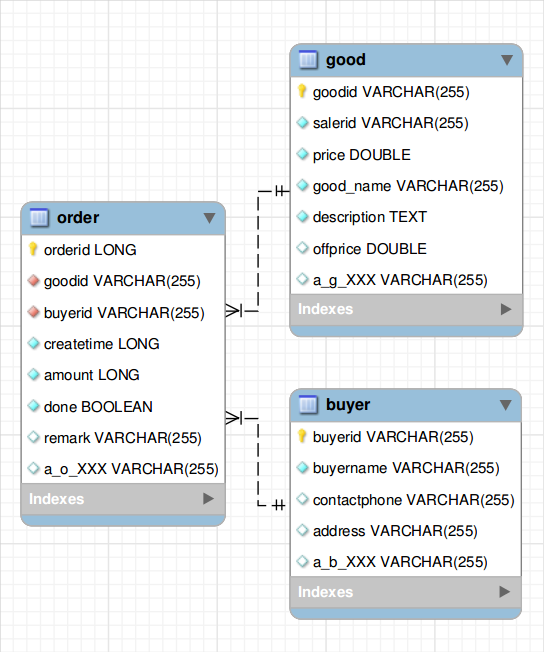 good
goodid VARCHAR(255)
salerid VARCHAR(255)
price DOUBLE
good_name VARCHAR(255)
description TEXT
offprice DOUBLE
a_g_XXX VARCHAR(255)
Indexes
order
orderid LONG
goodid VARCHAR(255)
buyerid VARCHAR(255)
createtime LONG
amount LONG
done BOOLEAN
remark VARCHAR(255)
a_o_XXX VARCHAR(255)
Indexes
buyer
buyerid VARCHAR(255)
buyername VARCHAR(255)
contactphone VARCHAR(255)
address VARCHAR(255)
a_b_XXX VARCHAR(255)
Indexes